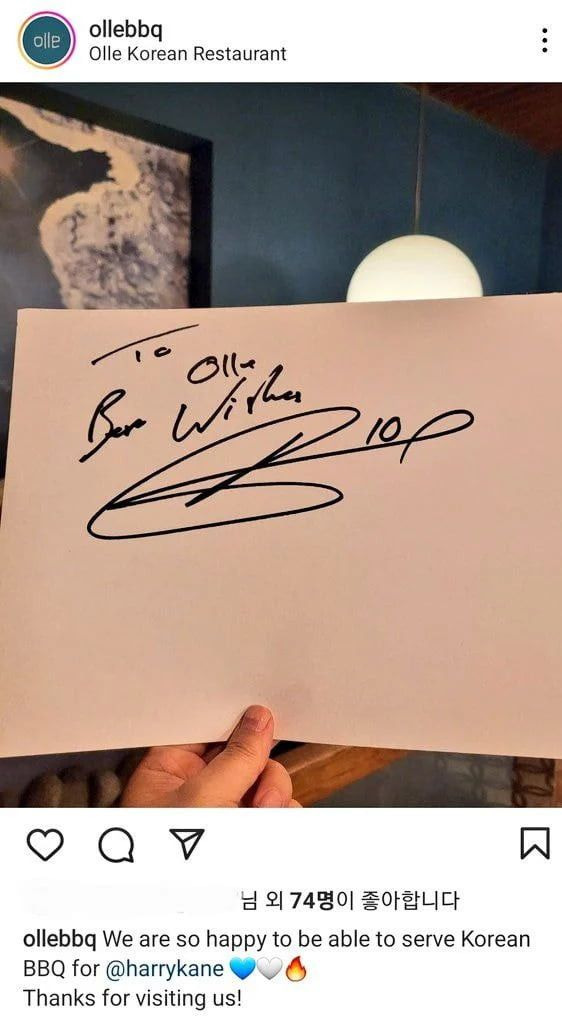 olle
ollebbq
Olle Korean Restaurant
To Olle
Best Wishes
10
님 외 74명이 좋아합니다
ollebbq We are so happy to be able to serve Korean
BBQ for @harrykane 💙🤍🔥
Thanks for visiting us!